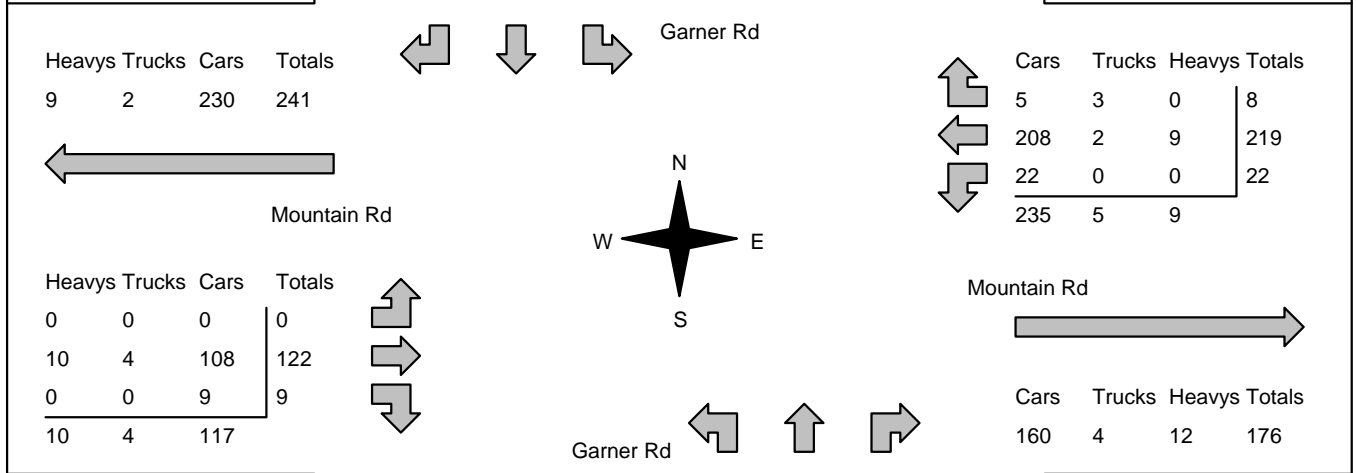 Garner Rd
Heavys Trucks Cars Totals
9 2 230 241
Cars Trucks Heavys Totals
5 3 0 8
208 2 9 219
22 0 0 22
235 5 9
Mountain Rd
N
W E
S
Heavys Trucks Cars Totals
0 0 0 0
10 4 108 122
0 0 9 9
10 4 117
Mountain Rd
Cars Trucks Heavys Totals
160 4 12 176
Garner Rd